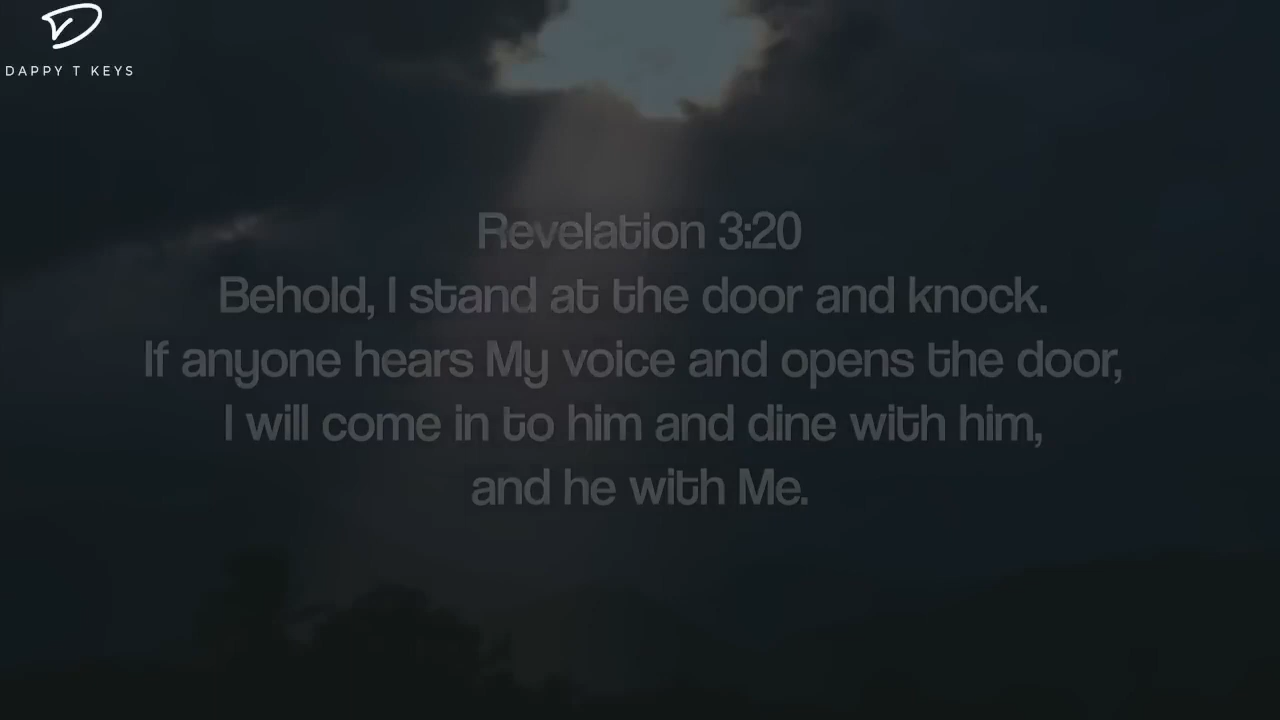 DAPPY T KEYS
Revelation 3:20
Behold, I stand at the door and knock.
If anyone hears My voice and opens the door,
I will come in to him and dine with him,
and he with Me.